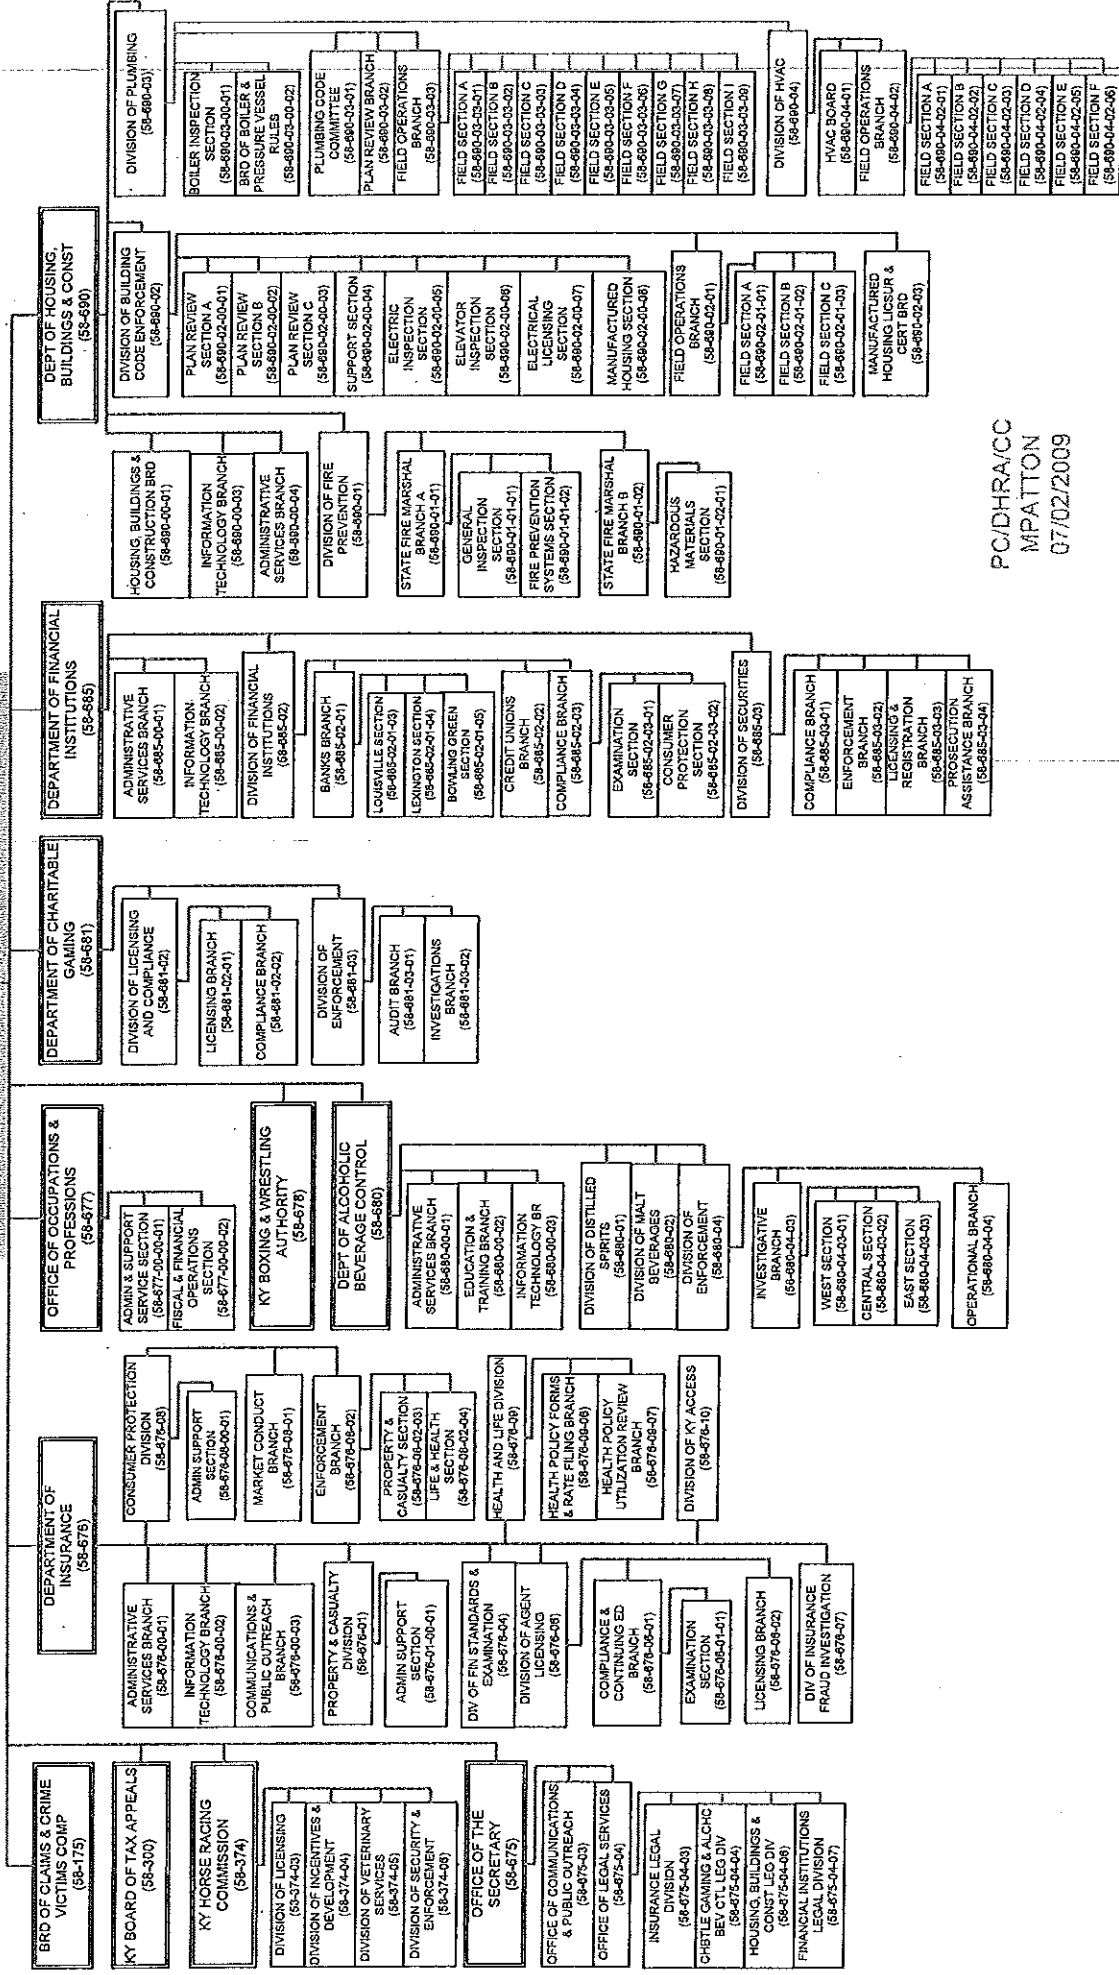 BRD OF CLAIMS & CRIME
VICTIMS COMP
(58-175)
KY BOARD OF TAX APPEALS
(58-300)
KY HORSE RACING
COMMISSION
(58-374)
DIVISION OF LICENSING
(58-374-03)
DIVISION OF INCENTIVES &
DEVELOPMENT
(58-374-04)
DIVISION OF VETERINARY
SERVICES
(58-374-05)
DIVISION OF SECURITY &
ENFORCEMENT
(58-374-06)
OFFICE OF THE
SECRETARY
(58-675)
OFFICE OF COMMUNICATIONS
& PUBLIC OUTREACH
(58-675-03)
OFFICE OF LEGAL SERVICES
(58-675-04)
INSURANCE LEGAL
DIVISION
(58-675-04-03)
CHBTLE GAMING & ALCHC
BEV CTL LEG DIV
(58-675-04-04)
HOUSING, BUILDINGS &
CONST LEG DIV
(58-675-04-06)
FINANCIAL INSTITUTIONS
LEGAL DIVISION
(58-675-04-07)
DEPARTMENT OF
INSURANCE
(58-676)
ADMINISTRATIVE
SERVICES BRANCH
(58-676-00-01)
INFORMATION
TECHNOLOGY BRANCH
(58-676-00-02)
COMMUNICATIONS &
PUBLIC OUTREACH
BRANCH
(58-676-00-03)
PROPERTY & CASUALTY
DIVISION
(58-676-01)
ADMIN SUPPORT
SECTION
(58-676-01-00-01)
DIV OF FIN STANDARDS &
EXAMINATION
(58-676-04)
DIVISION OF AGENT
LICENSING
(58-676-06)
COMPLIANCE &
CONTINUING ED
BRANCH
(58-676-06-01)
EXAMINATION
SECTION
(58-676-06-01-01)
LICENSING BRANCH
(58-676-06-02)
DIV OF INSURANCE
FRAUD INVESTIGATION
(58-676-07)
CONSUMER PROTECTION
DIVISION
(58-676-08)
ADMIN SUPPORT
SECTION
(58-676-08-00-01)
MARKET CONDUCT
BRANCH
(58-676-08-01)
ENFORCEMENT
BRANCH
(58-676-08-02)
PROPERTY &
CASUALTY SECTION
(58-676-08-02-03)
LIFE & HEALTH
SECTION
(58-676-08-02-04)
HEALTH AND LIFE DIVISION
(58-676-09)
HEALTH POLICY FORMS
& RATE FILING BRANCH
(58-676-09-06)
HEALTH POLICY
UTILIZATION REVIEW
BRANCH
(58-676-09-07)
DIVISION OF KY ACCESS
(58-676-10)
OFFICE OF OCCUPATIONS &
PROFESSIONS
(58-677)
ADMIN & SUPPORT
SERVICE SECTION
(58-677-00-00-01)
FISCAL & FINANCIAL
OPERATIONS
SECTION
(58-677-00-00-02)
KY BOXING & WRESTLING
AUTHORITY
(58-678)
DEPT OF ALCOHOLIC
BEVERAGE CONTROL
(58-680)
ADMINISTRATIVE
SERVICES BRANCH
(58-680-00-01)
EDUCATION &
TRAINING BRANCH
(58-680-00-02)
INFORMATION
TECHNOLOGY BR
(58-680-00-03)
DIVISION OF DISTILLED
SPIRITS
(58-680-01)
DIVISION OF MALT
BEVERAGES
(58-680-02)
DIVISION OF
ENFORCEMENT
(58-680-04)
INVESTIGATIVE
BRANCH
(58-680-04-03)
WEST SECTION
(58-680-04-03-01)
CENTRAL SECTION
(58-680-04-03-02)
EAST SECTION
(58-680-04-03-03)
OPERATIONAL BRANCH
(58-680-04-04)
DEPARTMENT OF CHARITABLE
GAMING
(58-681)
DIVISION OF LICENSING
AND COMPLIANCE
(58-681-02)
LICENSING BRANCH
(58-681-02-01)
COMPLIANCE BRANCH
(58-681-02-02)
DIVISION OF
ENFORCEMENT
(58-681-03)
AUDIT BRANCH
(58-681-03-01)
INVESTIGATIONS
BRANCH
(58-681-03-02)
DEPARTMENT OF FINANCIAL
INSTITUTIONS
(58-685)
ADMINISTRATIVE
SERVICES BRANCH
(58-685-00-01)
INFORMATION
TECHNOLOGY BRANCH
(58-685-00-02)
DIVISION OF FINANCIAL
INSTITUTIONS
(58-685-02)
BANKS BRANCH
(58-685-02-01)
LOUISVILLE SECTION
(58-685-02-01-03)
LEXINGTON SECTION
(58-685-02-01-04)
BOWLING GREEN
SECTION
(58-685-02-01-05)
CREDIT UNIONS
BRANCH
(58-685-02-02)
COMPLIANCE BRANCH
(58-685-02-03)
EXAMINATION
SECTION
(58-685-02-03-01)
CONSUMER
PROTECTION
SECTION
(58-685-02-03-02)
DIVISION OF SECURITIES
(58-685-03)
COMPLIANCE BRANCH
(58-685-03-01)
ENFORCEMENT
BRANCH
(58-685-03-02)
LICENSING &
REGISTRATION
BRANCH
(58-685-03-03)
PROSECUTION
ASSISTANCE BRANCH
(58-685-03-04)
DEPT OF HOUSING,
BUILDINGS & CONST
(58-690)
HOUSING, BUILDINGS &
CONSTRUCTION BRD
(58-690-00-01)
INFORMATION
TECHNOLOGY BRANCH
(58-690-00-03)
ADMINISTRATIVE
SERVICES BRANCH
(58-690-00-04)
DIVISION OF FIRE
PREVENTION
(58-690-01)
STATE FIRE MARSHAL
BRANCH A
(58-690-01-01)
GENERAL
INSPECTION
SECTION
(58-690-01-01-01)
FIRE PREVENTION
SYSTEMS SECTION
(58-690-01-01-02)
STATE FIRE MARSHAL
BRANCH B
(58-690-01-02)
HAZARDOUS
MATERIALS
SECTION
(58-690-01-02-01)
DIVISION OF BUILDING
CODE ENFORCEMENT
(58-690-02)
PLAN REVIEW
SECTION A
(58-690-02-00-01)
PLAN REVIEW
SECTION B
(58-690-02-00-02)
PLAN REVIEW
SECTION C
(58-690-02-00-03)
SUPPORT SECTION
(58-690-02-00-04)
ELECTRIC
INSPECTION
SECTION
(58-690-02-00-05)
ELEVATOR
INSPECTION
SECTION
(58-690-02-00-06)
ELECTRICAL
LICENSING
SECTION
(58-690-02-00-07)
MANUFACTURED
HOUSING SECTION
(58-690-02-00-08)
FIELD OPERATIONS
BRANCH
(58-690-02-01)
FIELD SECTION A
(58-690-02-01-01)
FIELD SECTION B
(58-690-02-01-02)
FIELD SECTION C
(58-690-02-01-03)
MANUFACTURED
HOUSING LICSUR &
CERT BRD
(58-690-02-03)
DIVISION OF PLUMBING
(58-690-03)
BOILER INSPECTION
SECTION
(58-690-03-00-01)
BRD OF BOILER &
PRESSURE VESSEL
RULES
(58-690-03-00-02)
PLUMBING CODE
COMMITTEE
(58-690-03-01)
PLAN REVIEW BRANCH
(58-690-03-02)
FIELD OPERATIONS
BRANCH
(58-690-03-03)
FIELD SECTION A
(58-690-03-03-01)
FIELD SECTION B
(58-690-03-03-02)
FIELD SECTION C
(58-690-03-03-03)
FIELD SECTION D
(58-690-03-03-04)
FIELD SECTION E
(58-690-03-03-05)
FIELD SECTION F
(58-690-03-03-06)
FIELD SECTION G
(58-690-03-03-07)
FIELD SECTION H
(58-690-03-03-08)
FIELD SECTION I
(58-690-03-03-09)
DIVISION OF HVAC
(58-690-04)
HVAC BOARD
(58-690-04-01)
FIELD OPERATIONS
BRANCH
(58-690-04-02)
FIELD SECTION A
(58-690-04-02-01)
FIELD SECTION B
(58-690-04-02-02)
FIELD SECTION C
(58-690-04-02-03)
FIELD SECTION D
(58-690-04-02-04)
FIELD SECTION E
(58-690-04-02-05)
FIELD SECTION F
(58-690-04-02-06)
PC/DHRA/CC
MPATTON
07/02/2009